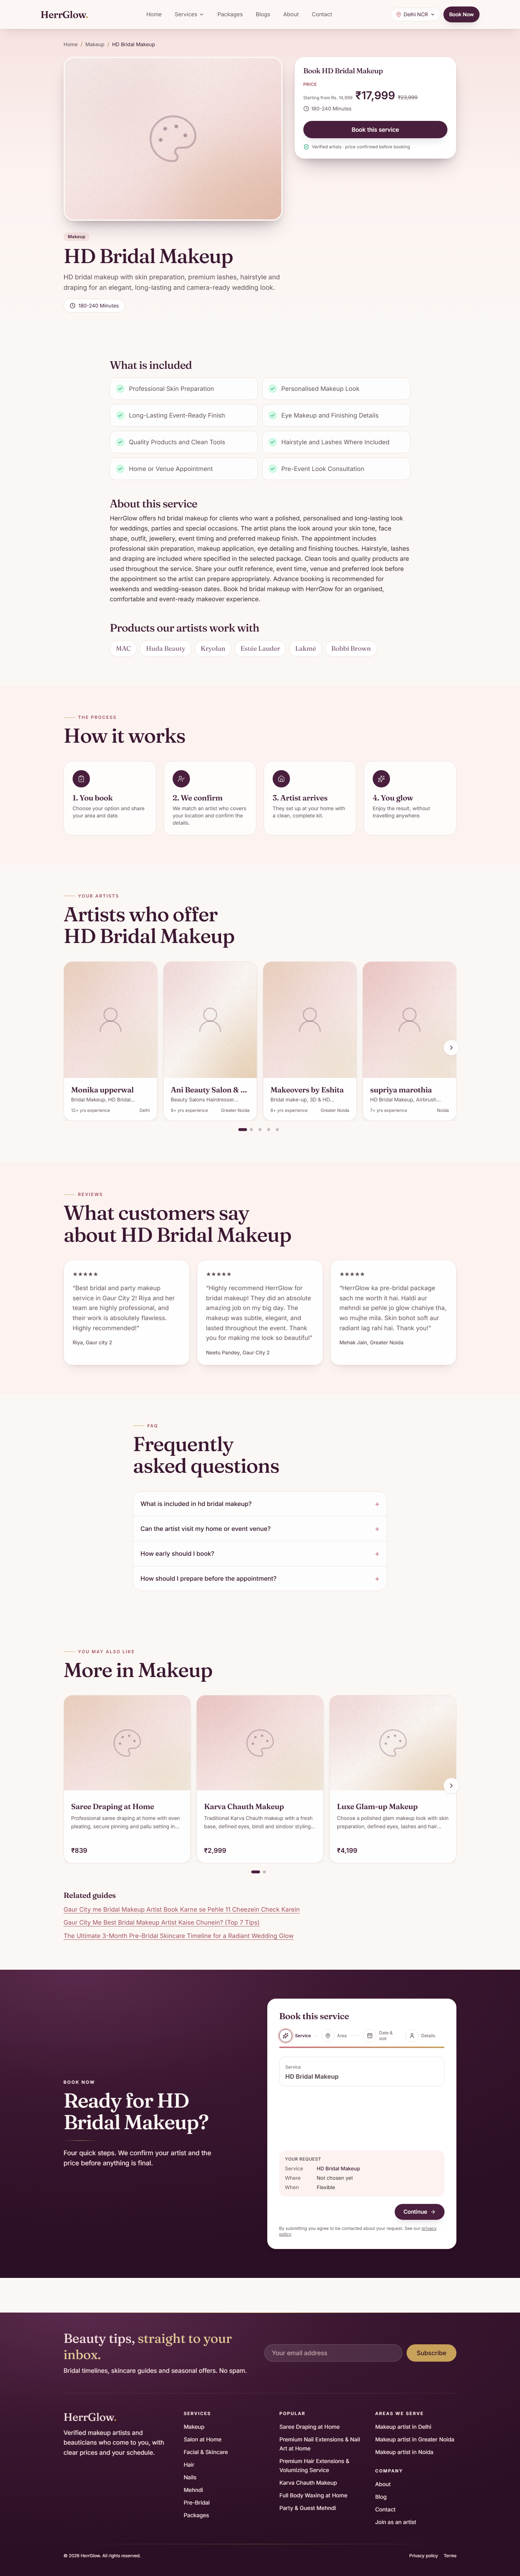 HerrGlow.
Home
Services
Packages
Blogs
About
Contact
Delhi NCR
Book Now
Home / Makeup / HD Bridal Makeup
Book HD Bridal Makeup
PRICE
Starting from Rs. 14,999 ₹17,999 ₹23,999
180-240 Minutes
Book this service
Verified artists · price confirmed before booking
Makeup
HD Bridal Makeup
HD bridal makeup with skin preparation, premium lashes, hairstyle and
draping for an elegant, long-lasting and camera-ready wedding look.
180-240 Minutes
What is included
Professional Skin Preparation
Personalised Makeup Look
Long-Lasting Event-Ready Finish
Eye Makeup and Finishing Details
Quality Products and Clean Tools
Hairstyle and Lashes Where Included
Home or Venue Appointment
Pre-Event Look Consultation
About this service
HerrGlow offers hd bridal makeup for clients who want a polished, personalised and long-lasting look
for weddings, parties and special occasions. The artist plans the look around your skin tone, face
shape, outfit, jewellery, event timing and preferred makeup finish. The appointment includes
professional skin preparation, makeup application, eye detailing and finishing touches. Hairstyle, lashes
and draping are included where specified in the selected package. Clean tools and quality products are
used throughout the service. Share your outfit reference, event time, venue and preferred look before
the appointment so the artist can prepare appropriately. Advance booking is recommended for
weekends and wedding-season dates. Book hd bridal makeup with HerrGlow for an organised,
comfortable and event-ready makeover experience.
Products our artists work with
MAC
Huda Beauty
Kryolan
Estée Lauder
Lakmé
Bobbi Brown
THE PROCESS
How it works
1. You book
Choose your option and share
your area and date.
2. We confirm
We match an artist who covers
your location and confirm the
details.
3. Artist arrives
They set up at your home with
a clean, complete kit.
4. You glow
Enjoy the result, without
travelling anywhere.
YOUR ARTISTS
Artists who offer
HD Bridal Makeup
Monika upperwal
Bridal Makeup, HD Bridal...
12+ yrs experience
Delhi
Ani Beauty Salon & ...
Beauty Salons Hairdresser...
8+ yrs experience
Greater Noida
Makeovers by Eshita
Bridal make-up, 3D & HD...
8+ yrs experience
Greater Noida
supriya marothia
HD Bridal Makeup, Airbrush...
7+ yrs experience
Noida
REVIEWS
What customers say
about HD Bridal Makeup
★★★★★
"Best bridal and party makeup
service in Gaur City 2! Riya and her
team are highly professional, and
their work is absolutely flawless.
Highly recommended!"
Riya, Gaur city 2
★★★★★
"Highly recommend HerrGlow for
bridal makeup! They did an absolute
amazing job on my big day. The
makeup was subtle, elegant, and
lasted throughout the event. Thank
you for making me look so beautiful"
Neetu Pandey, Gaur City 2
★★★★★
"HerrGlow ka pre-bridal package
sach me worth it hai. Haldi aur
mehndi se pehle jo glow chahiye tha,
wo mujhe mila. Skin bohot soft aur
radiant lag rahi hai. Thank you!"
Mehak Jain, Greater Noida
FAQ
Frequently
asked questions
What is included in hd bridal makeup? +
Can the artist visit my home or event venue? +
How early should I book? +
How should I prepare before the appointment? +
YOU MAY ALSO LIKE
More in Makeup
Saree Draping at Home
Professional saree draping at home with even
pleating, secure pinning and pallu setting in...
₹839
Karva Chauth Makeup
Traditional Karva Chauth makeup with a fresh
base, defined eyes, bindi and sindoor styling...
₹2,999
Luxe Glam-up Makeup
Choose a polished glam makeup look with skin
preparation, defined eyes, lashes and hair...
₹4,199
Related guides
Gaur City me Bridal Makeup Artist Book Karne se Pehle 11 Cheezein Check Karein
Gaur City Me Best Bridal Makeup Artist Kaise Chunein? (Top 7 Tips)
The Ultimate 3-Month Pre-Bridal Skincare Timeline for a Radiant Wedding Glow
BOOK NOW
Ready for HD
Bridal Makeup?
Four quick steps. We confirm your artist and the
price before anything is final.
Book this service
Service
Area
Date &
slot
Details
Service
HD Bridal Makeup
YOUR REQUEST
Service HD Bridal Makeup
Where Not chosen yet
When Flexible
Continue →
By submitting you agree to be contacted about your request. See our privacy
policy.
Beauty tips, straight to your
inbox.
Bridal timelines, skincare guides and seasonal offers. No spam.
Your email address
Subscribe
HerrGlow.
Verified makeup artists and
beauticians who come to you, with
clear prices and your schedule.
SERVICES
Makeup
Salon at Home
Facial & Skincare
Hair
Nails
Mehndi
Pre-Bridal
Packages
POPULAR
Saree Draping at Home
Premium Nail Extensions & Nail
Art at Home
Premium Hair Extensions &
Volumizing Service
Karva Chauth Makeup
Full Body Waxing at Home
Party & Guest Mehndi
AREAS WE SERVE
Makeup artist in Delhi
Makeup artist in Greater Noida
Makeup artist in Noida
COMPANY
About
Blog
Contact
Join as an artist
© 2026 HerrGlow. All rights reserved.
Privacy policy
Terms